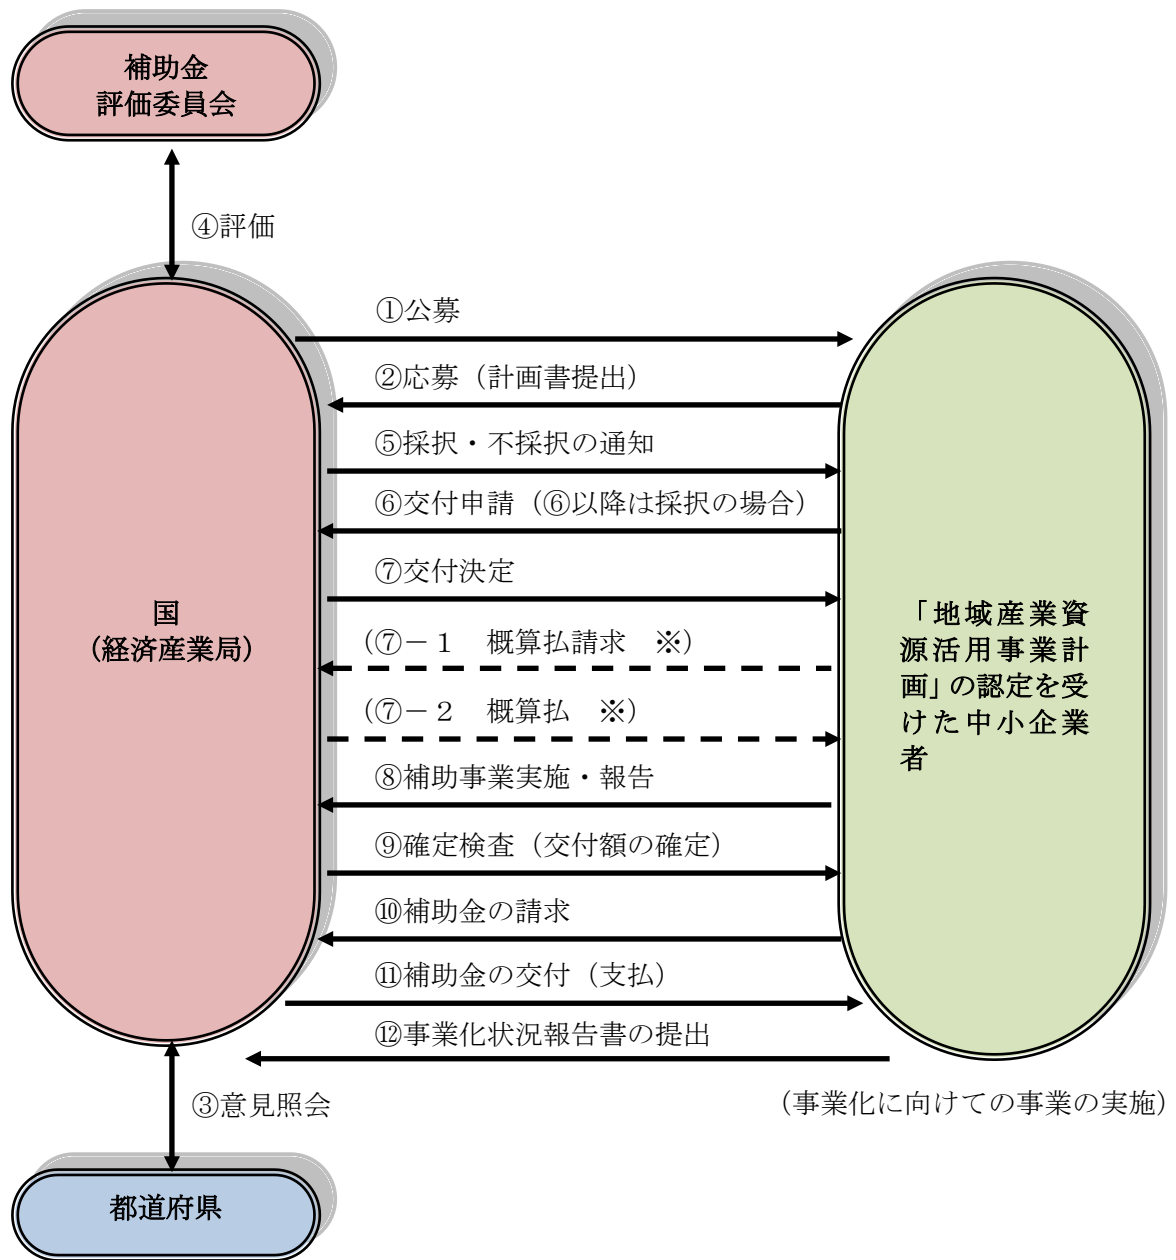 補助金
評価委員会
④評価
①公募
②応募（計画書提出）
⑤採択・不採択の通知
⑥交付申請（⑥以降は採択の場合）
⑦交付決定
（⑦－１　概算払請求　※）
（⑦－２　概算払　※）
⑧補助事業実施・報告
⑨確定検査（交付額の確定）
⑩補助金の請求
⑪補助金の交付（支払）
⑫事業化状況報告書の提出
国
（経済産業局）
「地域産業資
源活用事業計
画」の認定を受
けた中小企業
者
（事業化に向けての事業の実施）
③意見照会
都道府県